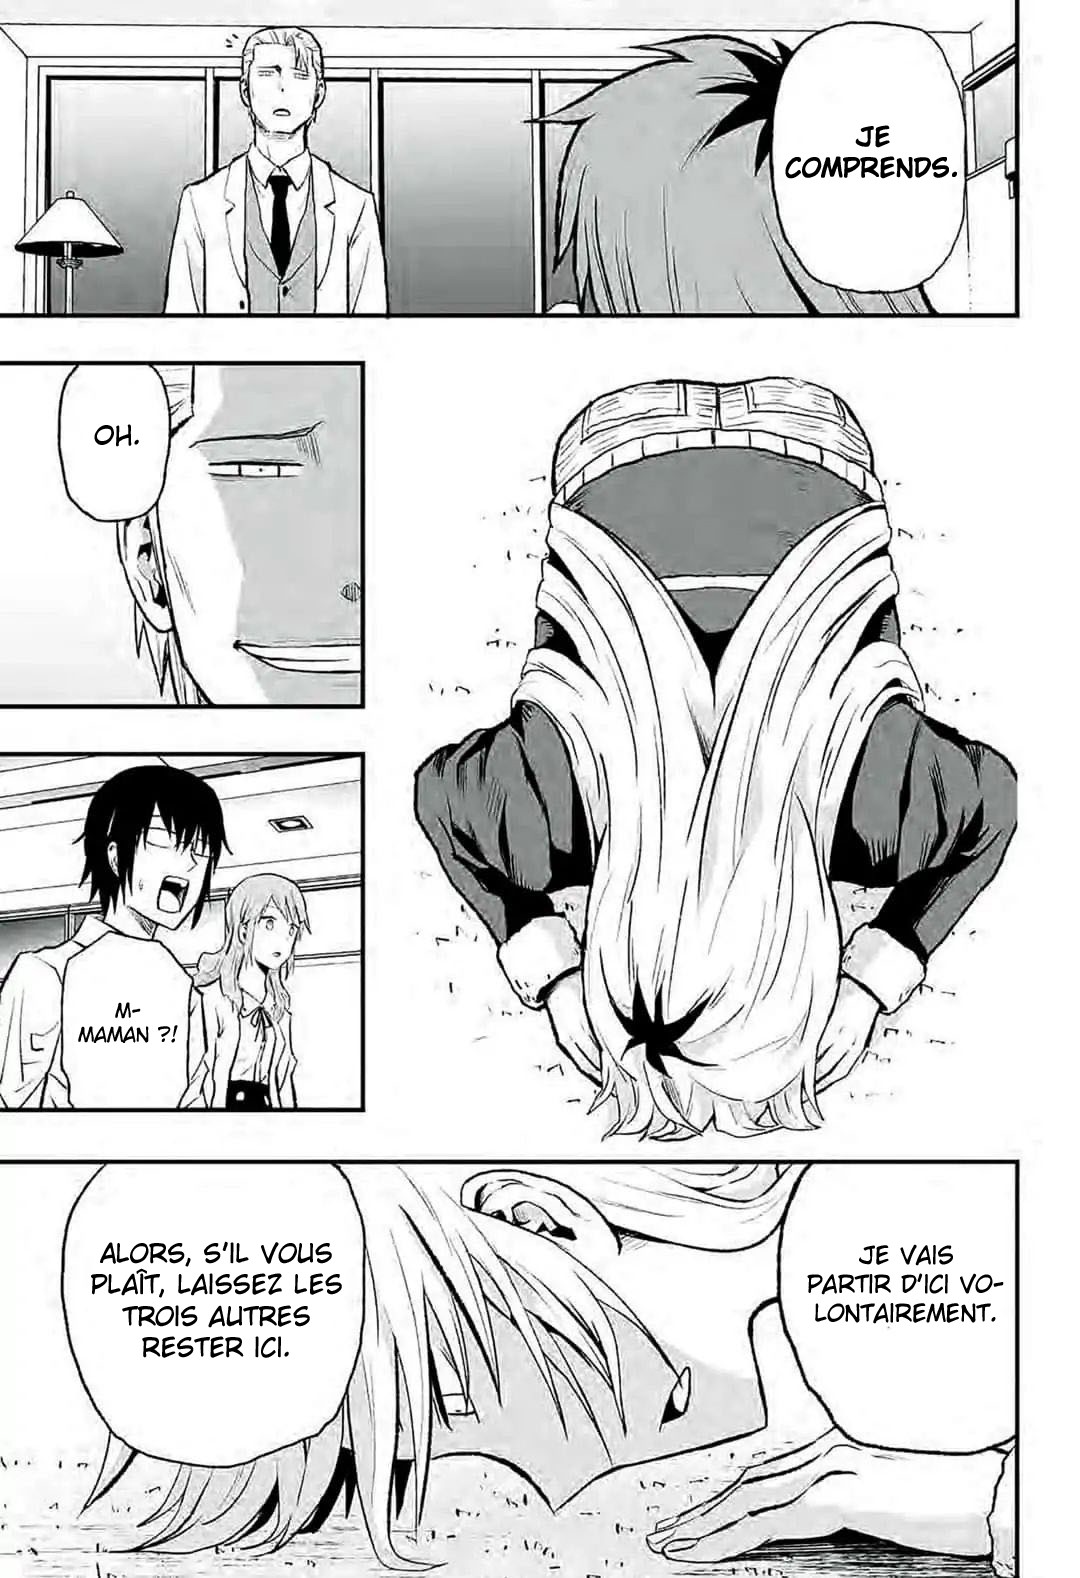 JE
COMPRENDS.
OH.
M-
MAMAN ?!
JE VAIS
PARTIR D'ICI VO-
LONTAIREMENT.
ALORS, S'IL VOUS
PLAÎT, LAISSEZ LES
TROIS AUTRES
RESTER ICI.